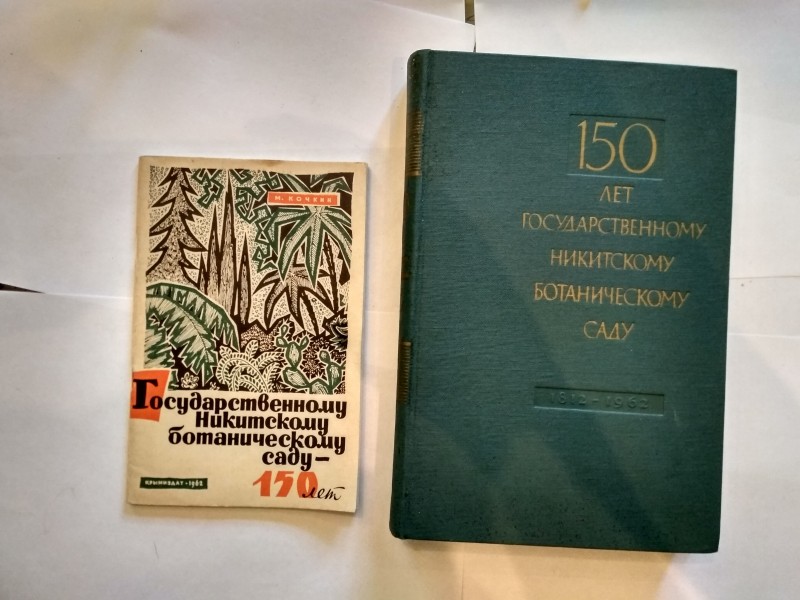 И. КОЧКИН
Государственному
Никитскому
ботаническому
саду—
150 лет
КРЫМИЗДАТ · 1962
150
ЛЕТ
ГОСУДАРСТВЕННОМУ
НИКИТСКОМУ
БОТАНИЧЕСКОМУ
САДУ
1812–1962